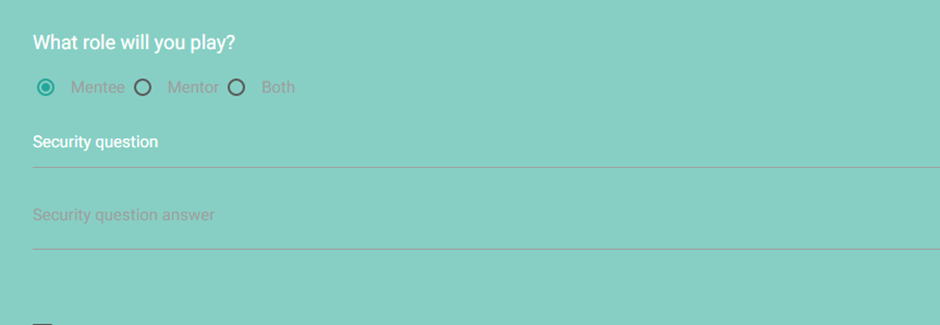 What role will you play?
Mentee Mentor Both
Security question
Security question answer